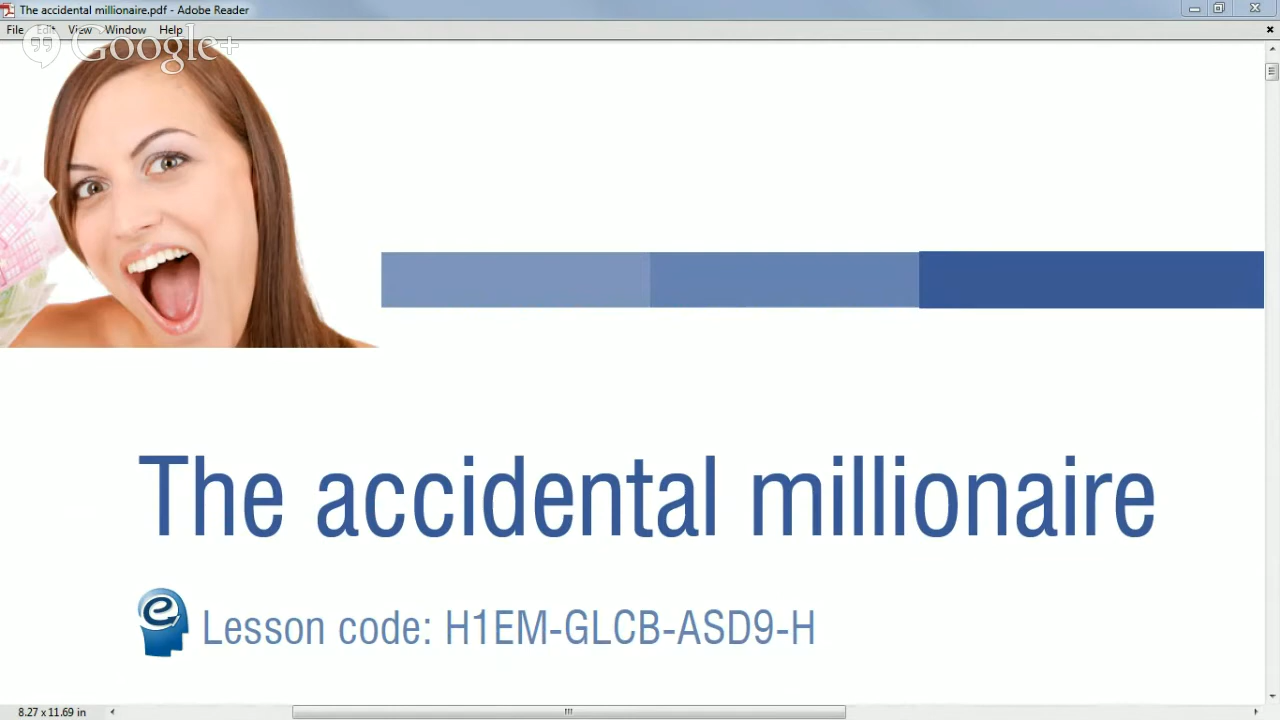 The accidental millionaire.pdf - Adobe Reader
File Edit View Window Help
Google+
The accidental millionaire
Lesson code: H1EM-GLCB-ASD9-H
8.27 x 11.69 in